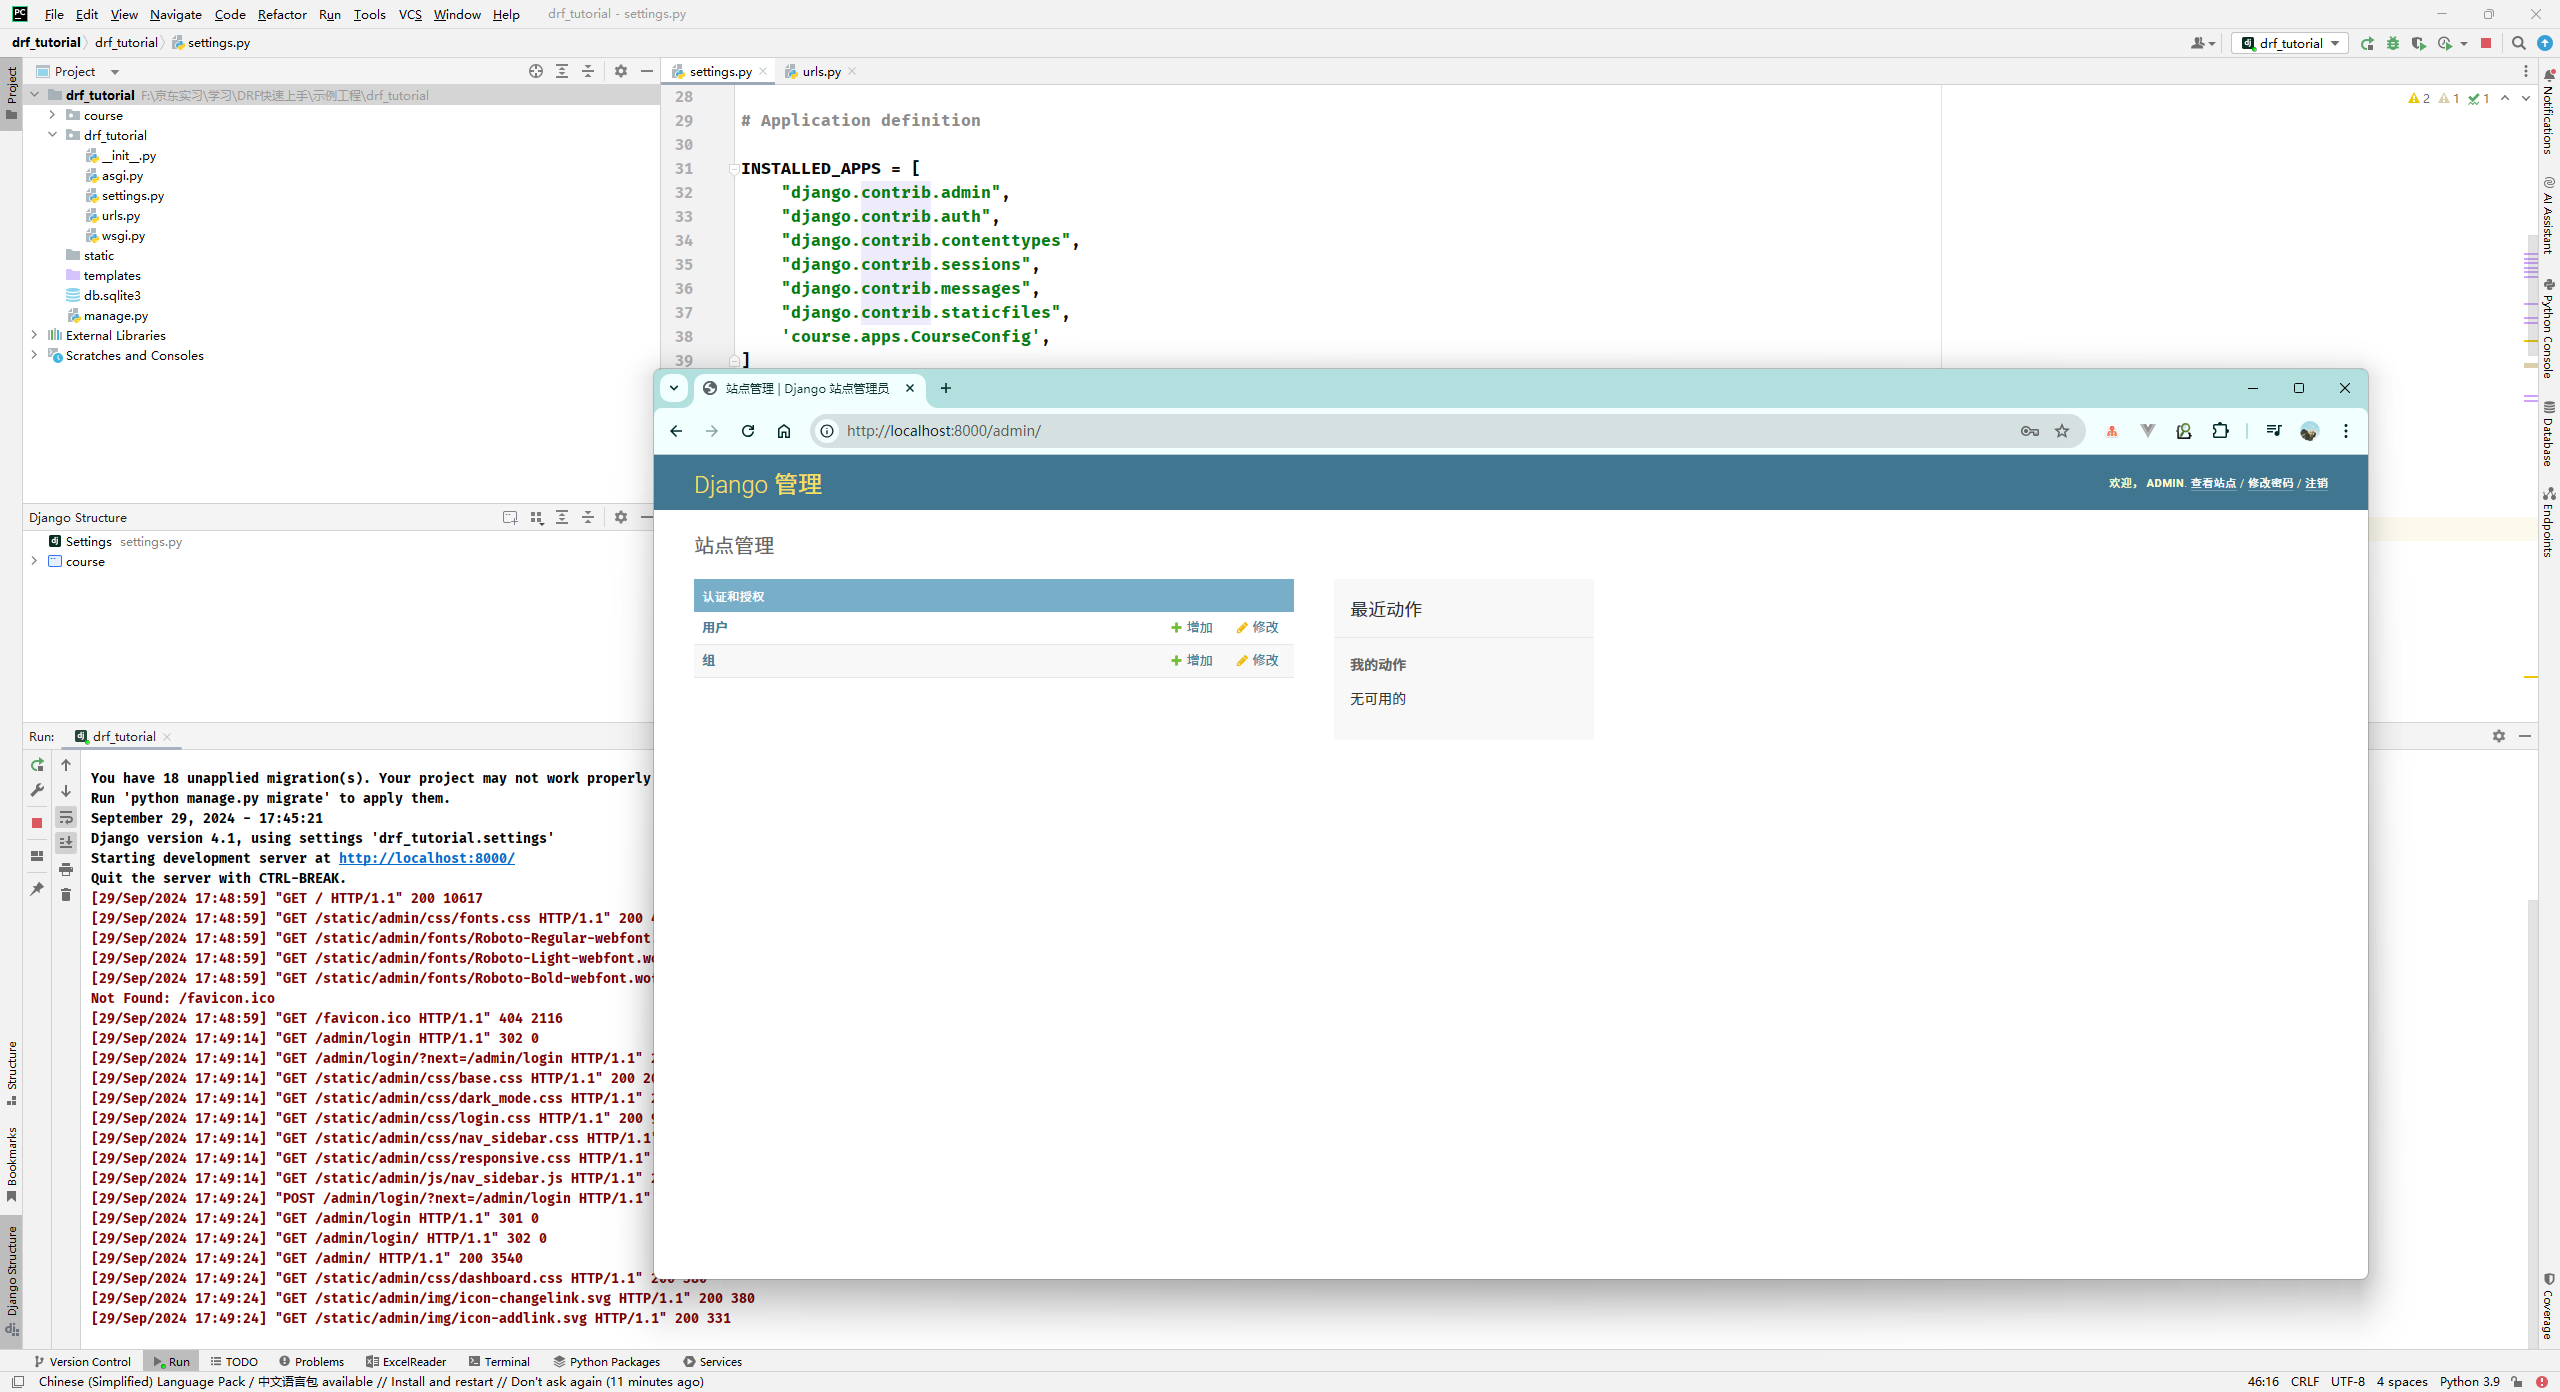 File Edit View Navigate Code Refactor Run Tools VCS Window Help drf_tutorial - settings.py
drf_tutorial drf_tutorial settings.py
drf_tutorial
Project
settings.py
urls.py
drf_tutorial F:\京东实习\学习\DRF快速上手\示例工程\drf_tutorial
course
drf_tutorial
__init__.py
asgi.py
settings.py
urls.py
wsgi.py
static
templates
db.sqlite3
manage.py
External Libraries
Scratches and Consoles
28
29 # Application definition
30
31 INSTALLED_APPS = [
32 "django.contrib.admin",
33 "django.contrib.auth",
34 "django.contrib.contenttypes",
35 "django.contrib.sessions",
36 "django.contrib.messages",
37 "django.contrib.staticfiles",
38 'course.apps.CourseConfig',
39 ]
2 1 1
Project
Structure
Bookmarks
Django Structure
Notifications
AI Assistant
Python Console
Database
Endpoints
Coverage
Django Structure
Settings settings.py
course
站点管理 | Django 站点管理员
http://localhost:8000/admin/
Django 管理
欢迎， ADMIN. 查看站点 / 修改密码 / 注销
站点管理
认证和授权
用户 增加 修改
组 增加 修改
最近动作
我的动作
无可用的
Run: drf_tutorial
You have 18 unapplied migration(s). Your project may not work properly
Run 'python manage.py migrate' to apply them.
September 29, 2024 - 17:45:21
Django version 4.1, using settings 'drf_tutorial.settings'
Starting development server at http://localhost:8000/
Quit the server with CTRL-BREAK.
[29/Sep/2024 17:48:59] "GET / HTTP/1.1" 200 10617
[29/Sep/2024 17:48:59] "GET /static/admin/css/fonts.css HTTP/1.1" 200
[29/Sep/2024 17:48:59] "GET /static/admin/fonts/Roboto-Regular-webfont.
[29/Sep/2024 17:48:59] "GET /static/admin/fonts/Roboto-Light-webfont.wo
[29/Sep/2024 17:48:59] "GET /static/admin/fonts/Roboto-Bold-webfont.wof
Not Found: /favicon.ico
[29/Sep/2024 17:48:59] "GET /favicon.ico HTTP/1.1" 404 2116
[29/Sep/2024 17:49:14] "GET /admin/login HTTP/1.1" 302 0
[29/Sep/2024 17:49:14] "GET /admin/login/?next=/admin/login HTTP/1.1"
[29/Sep/2024 17:49:14] "GET /static/admin/css/base.css HTTP/1.1" 200
[29/Sep/2024 17:49:14] "GET /static/admin/css/dark_mode.css HTTP/1.1"
[29/Sep/2024 17:49:14] "GET /static/admin/css/login.css HTTP/1.1" 200
[29/Sep/2024 17:49:14] "GET /static/admin/css/nav_sidebar.css HTTP/1.1"
[29/Sep/2024 17:49:14] "GET /static/admin/css/responsive.css HTTP/1.1"
[29/Sep/2024 17:49:14] "GET /static/admin/js/nav_sidebar.js HTTP/1.1"
[29/Sep/2024 17:49:24] "POST /admin/login/?next=/admin/login HTTP/1.1"
[29/Sep/2024 17:49:24] "GET /admin/login HTTP/1.1" 301 0
[29/Sep/2024 17:49:24] "GET /admin/login/ HTTP/1.1" 302 0
[29/Sep/2024 17:49:24] "GET /admin/ HTTP/1.1" 200 3540
[29/Sep/2024 17:49:24] "GET /static/admin/css/dashboard.css HTTP/1.1" 200 380
[29/Sep/2024 17:49:24] "GET /static/admin/img/icon-changelink.svg HTTP/1.1" 200 380
[29/Sep/2024 17:49:24] "GET /static/admin/img/icon-addlink.svg HTTP/1.1" 200 331
Version Control Run TODO Problems ExcelReader Terminal Python Packages Services
Chinese (Simplified) Language Pack / 中文语言包 available // Install and restart // Don't ask again (11 minutes ago)
46:16 CRLF UTF-8 4 spaces Python 3.9